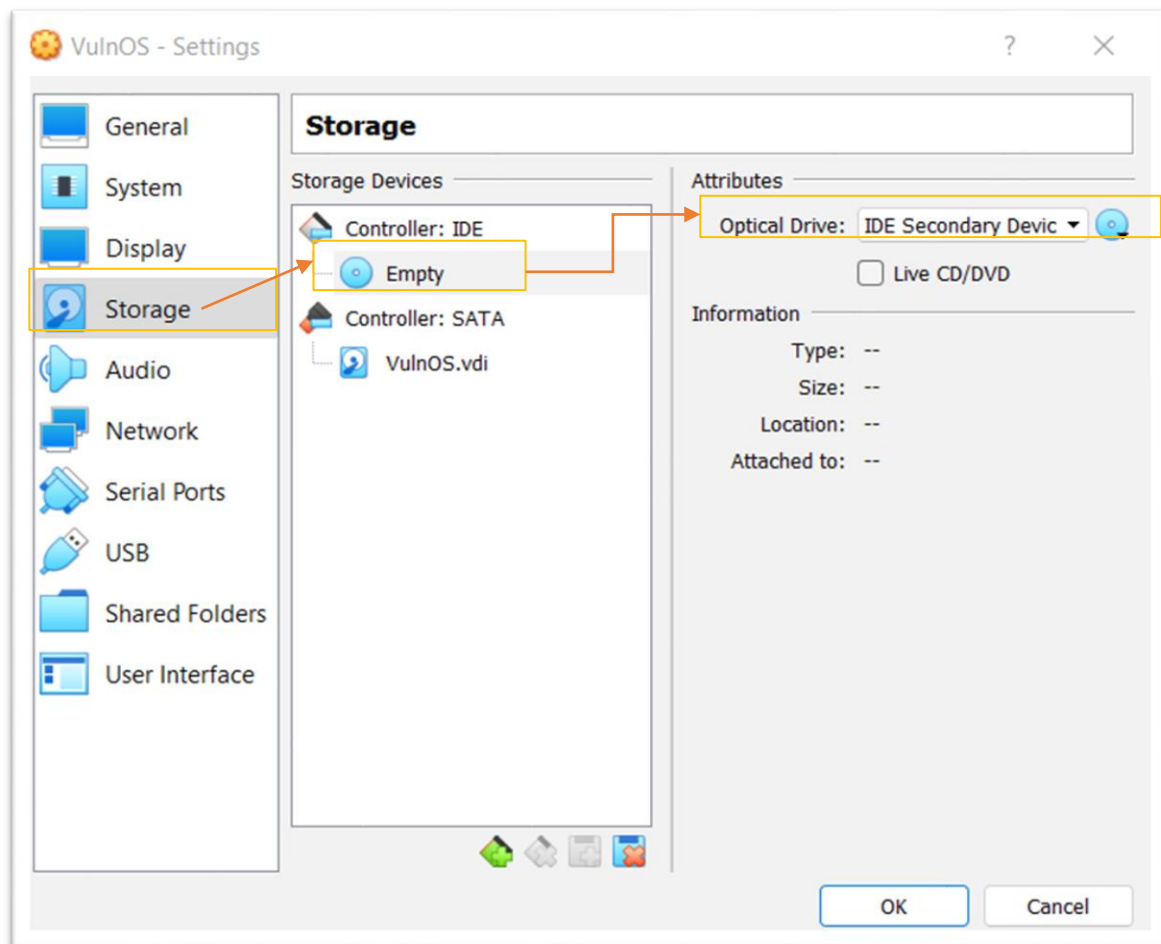 VulnOS - Settings
?
General
System
Display
Storage
Audio
Network
Serial Ports
USB
Shared Folders
User Interface
Storage
Storage Devices
Controller: IDE
Empty
Controller: SATA
VulnOS.vdi
Attributes
Optical Drive: IDE Secondary Devic
Live CD/DVD
Information
Type: --
Size: --
Location: --
Attached to: --
OK
Cancel